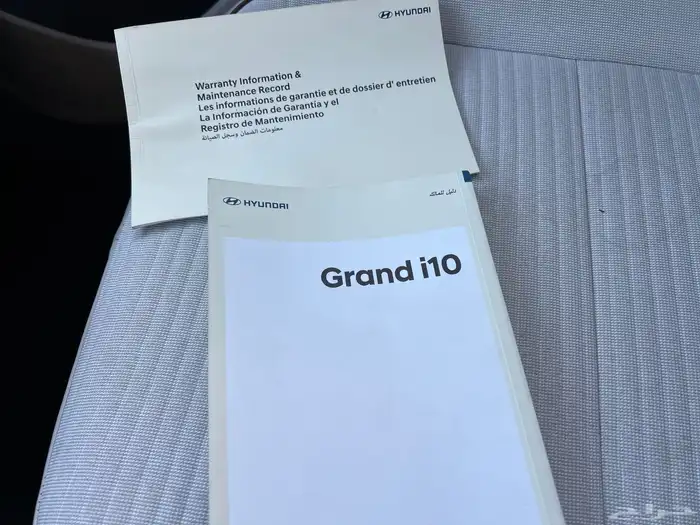 HYUNDAI
Warranty Information &
Maintenance Record
Les informations de garantie et de dossier d' entretien
La Información de Garantía y el
Registro de Mantenimiento
معلومات الضمان وسجل الصيانة
HYUNDAI
دليل المالك
Grand i10
حراج